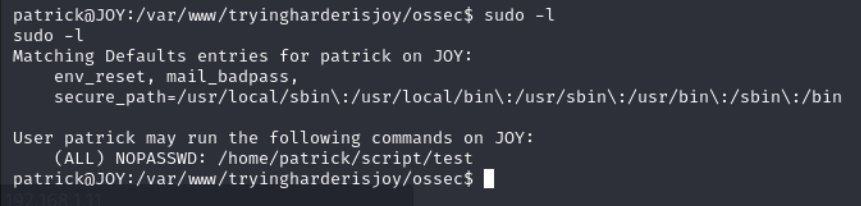 patrick@JOY:/var/www/tryingharderisjoy/ossec$ sudo -l
sudo -l
Matching Defaults entries for patrick on JOY:
    env_reset, mail_badpass,
    secure_path=/usr/local/sbin\:/usr/local/bin\:/usr/sbin\:/usr/bin\:/sbin\:/bin

User patrick may run the following commands on JOY:
    (ALL) NOPASSWD: /home/patrick/script/test
patrick@JOY:/var/www/tryingharderisjoy/ossec$